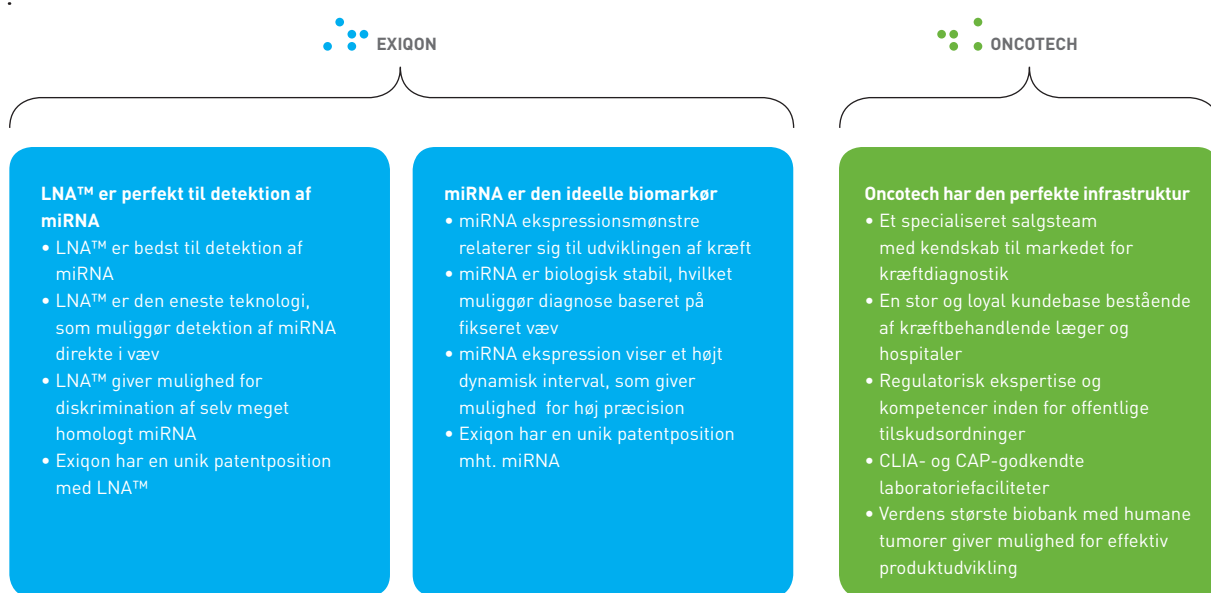 EXIQON
ONCOTECH
LNA™ er perfekt til detektion af
miRNA
• LNA™ er bedst til detektion af
miRNA
• LNA™ er den eneste teknologi,
som muliggør detektion af miRNA
direkte i væv
• LNA™ giver mulighed for
diskrimination af selv meget
homologt miRNA
• Exiqon har en unik patentposition
med LNA™
miRNA er den ideelle biomarkør
• miRNA ekspressionsmønstre
relaterer sig til udviklingen af kræft
• miRNA er biologisk stabil, hvilket
muliggør diagnose baseret på
fikseret væv
• miRNA ekspression viser et højt
dynamisk interval, som giver
mulighed for høj præcision
• Exiqon har en unik patentposition
mht. miRNA
Oncotech har den perfekte infrastruktur
• Et specialiseret salgsteam
med kendskab til markedet for
kræftdiagnostik
• En stor og loyal kundebase bestående
af kræftbehandlende læger og
hospitaler
• Regulatorisk ekspertise og
kompetencer inden for offentlige
tilskudsordninger
• CLIA- og CAP-godkendte
laboratoriefaciliteter
• Verdens største biobank med humane
tumorer giver mulighed for effektiv
produktudvikling